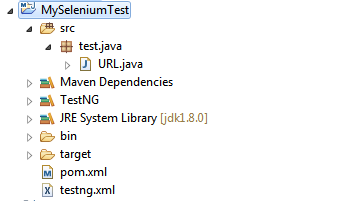 MySeleniumTest
src
test.java
URL.java
Maven Dependencies
TestNG
JRE System Library [jdk1.8.0]
bin
target
pom.xml
testng.xml